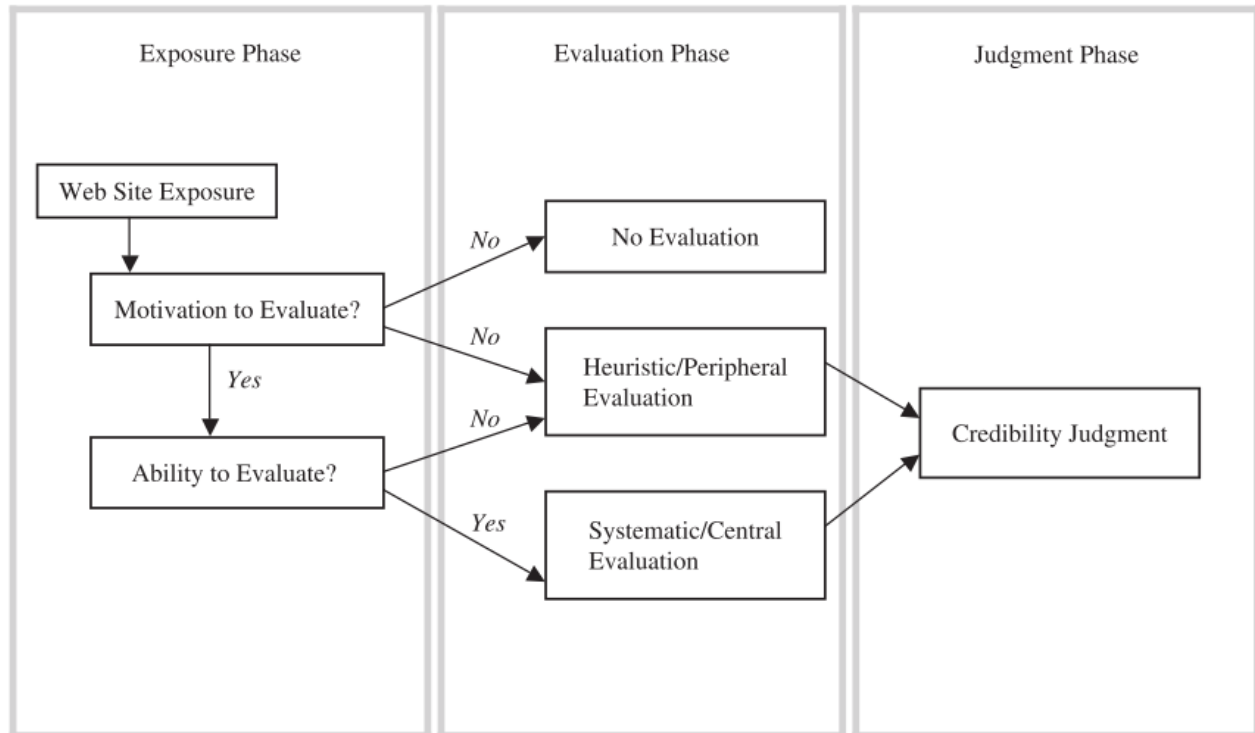 Exposure Phase
Evaluation Phase
Judgment Phase
Web Site Exposure
No
No Evaluation
Motivation to Evaluate?
No
Heuristic/Peripheral
Evaluation
Yes
No
Credibility Judgment
Ability to Evaluate?
Yes
Systematic/Central
Evaluation